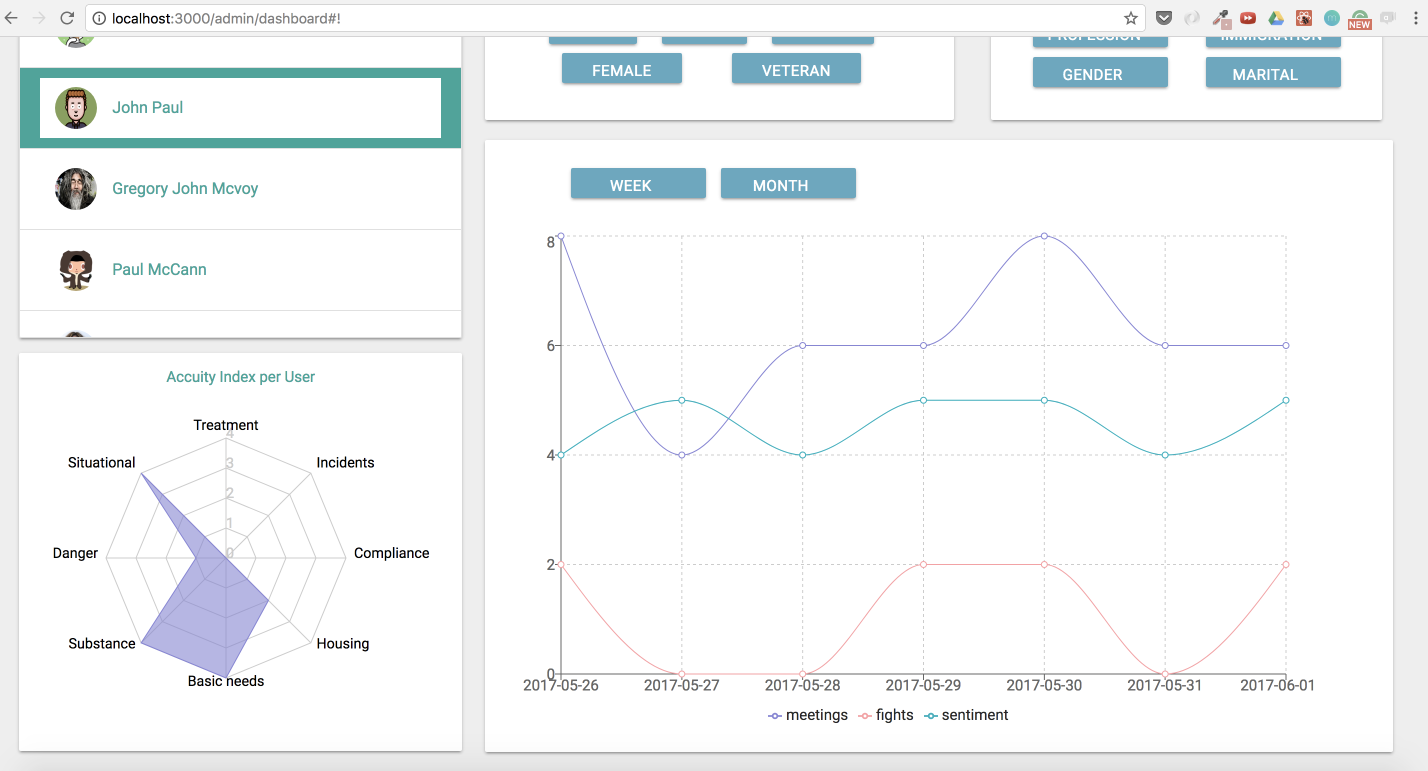 localhost:3000/admin/dashboard#!
NEW
PROFESSION IMMIGRATION
FEMALE VETERAN
GENDER MARITAL
John Paul
Gregory John Mcvoy
Paul McCann
WEEK MONTH
8
6
4
2
0
2017-05-26 2017-05-27 2017-05-28 2017-05-29 2017-05-30 2017-05-31 2017-06-01
meetings fights sentiment
Accuity Index per User
Treatment
4
Situational Incidents
3
2
1
Danger 0 Compliance
Substance Housing
Basic needs